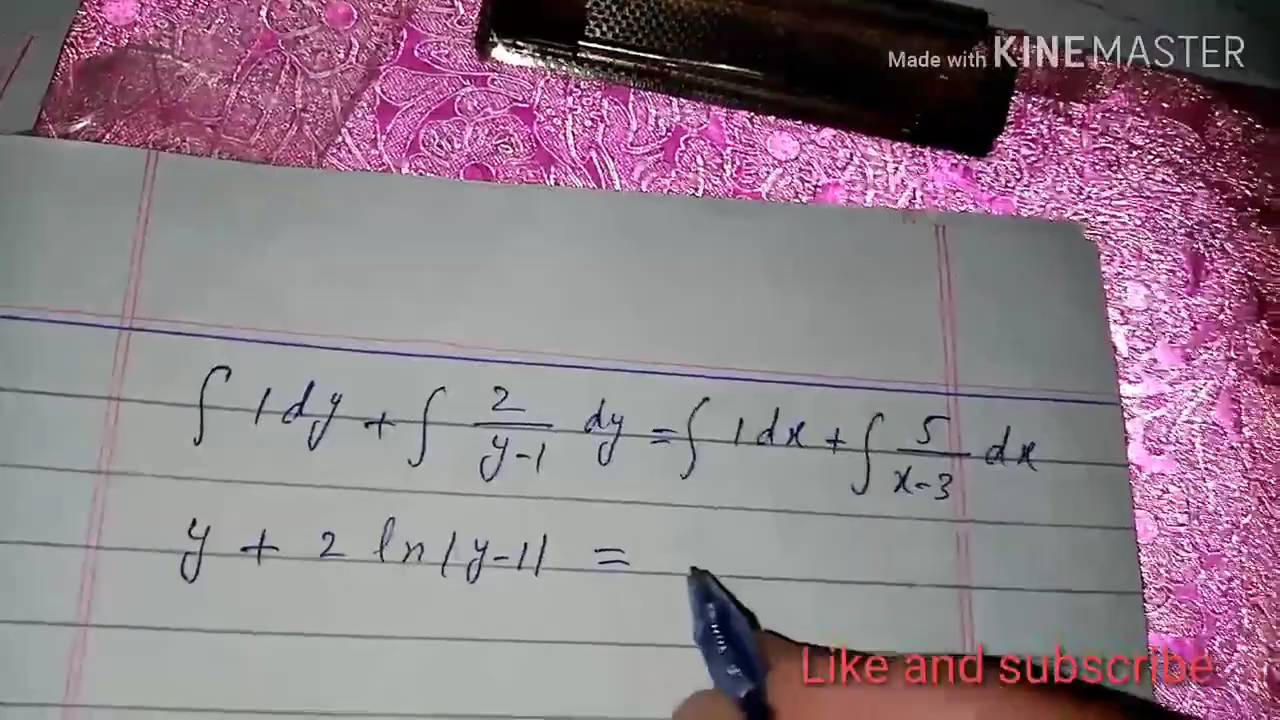 Made with KINEMASTER
∫ 1 dy + ∫ 2/(y-1) dy = ∫ 1 dx + ∫ 5/(x-3) dx
y + 2 ln|y-1| =
Like and subscribe